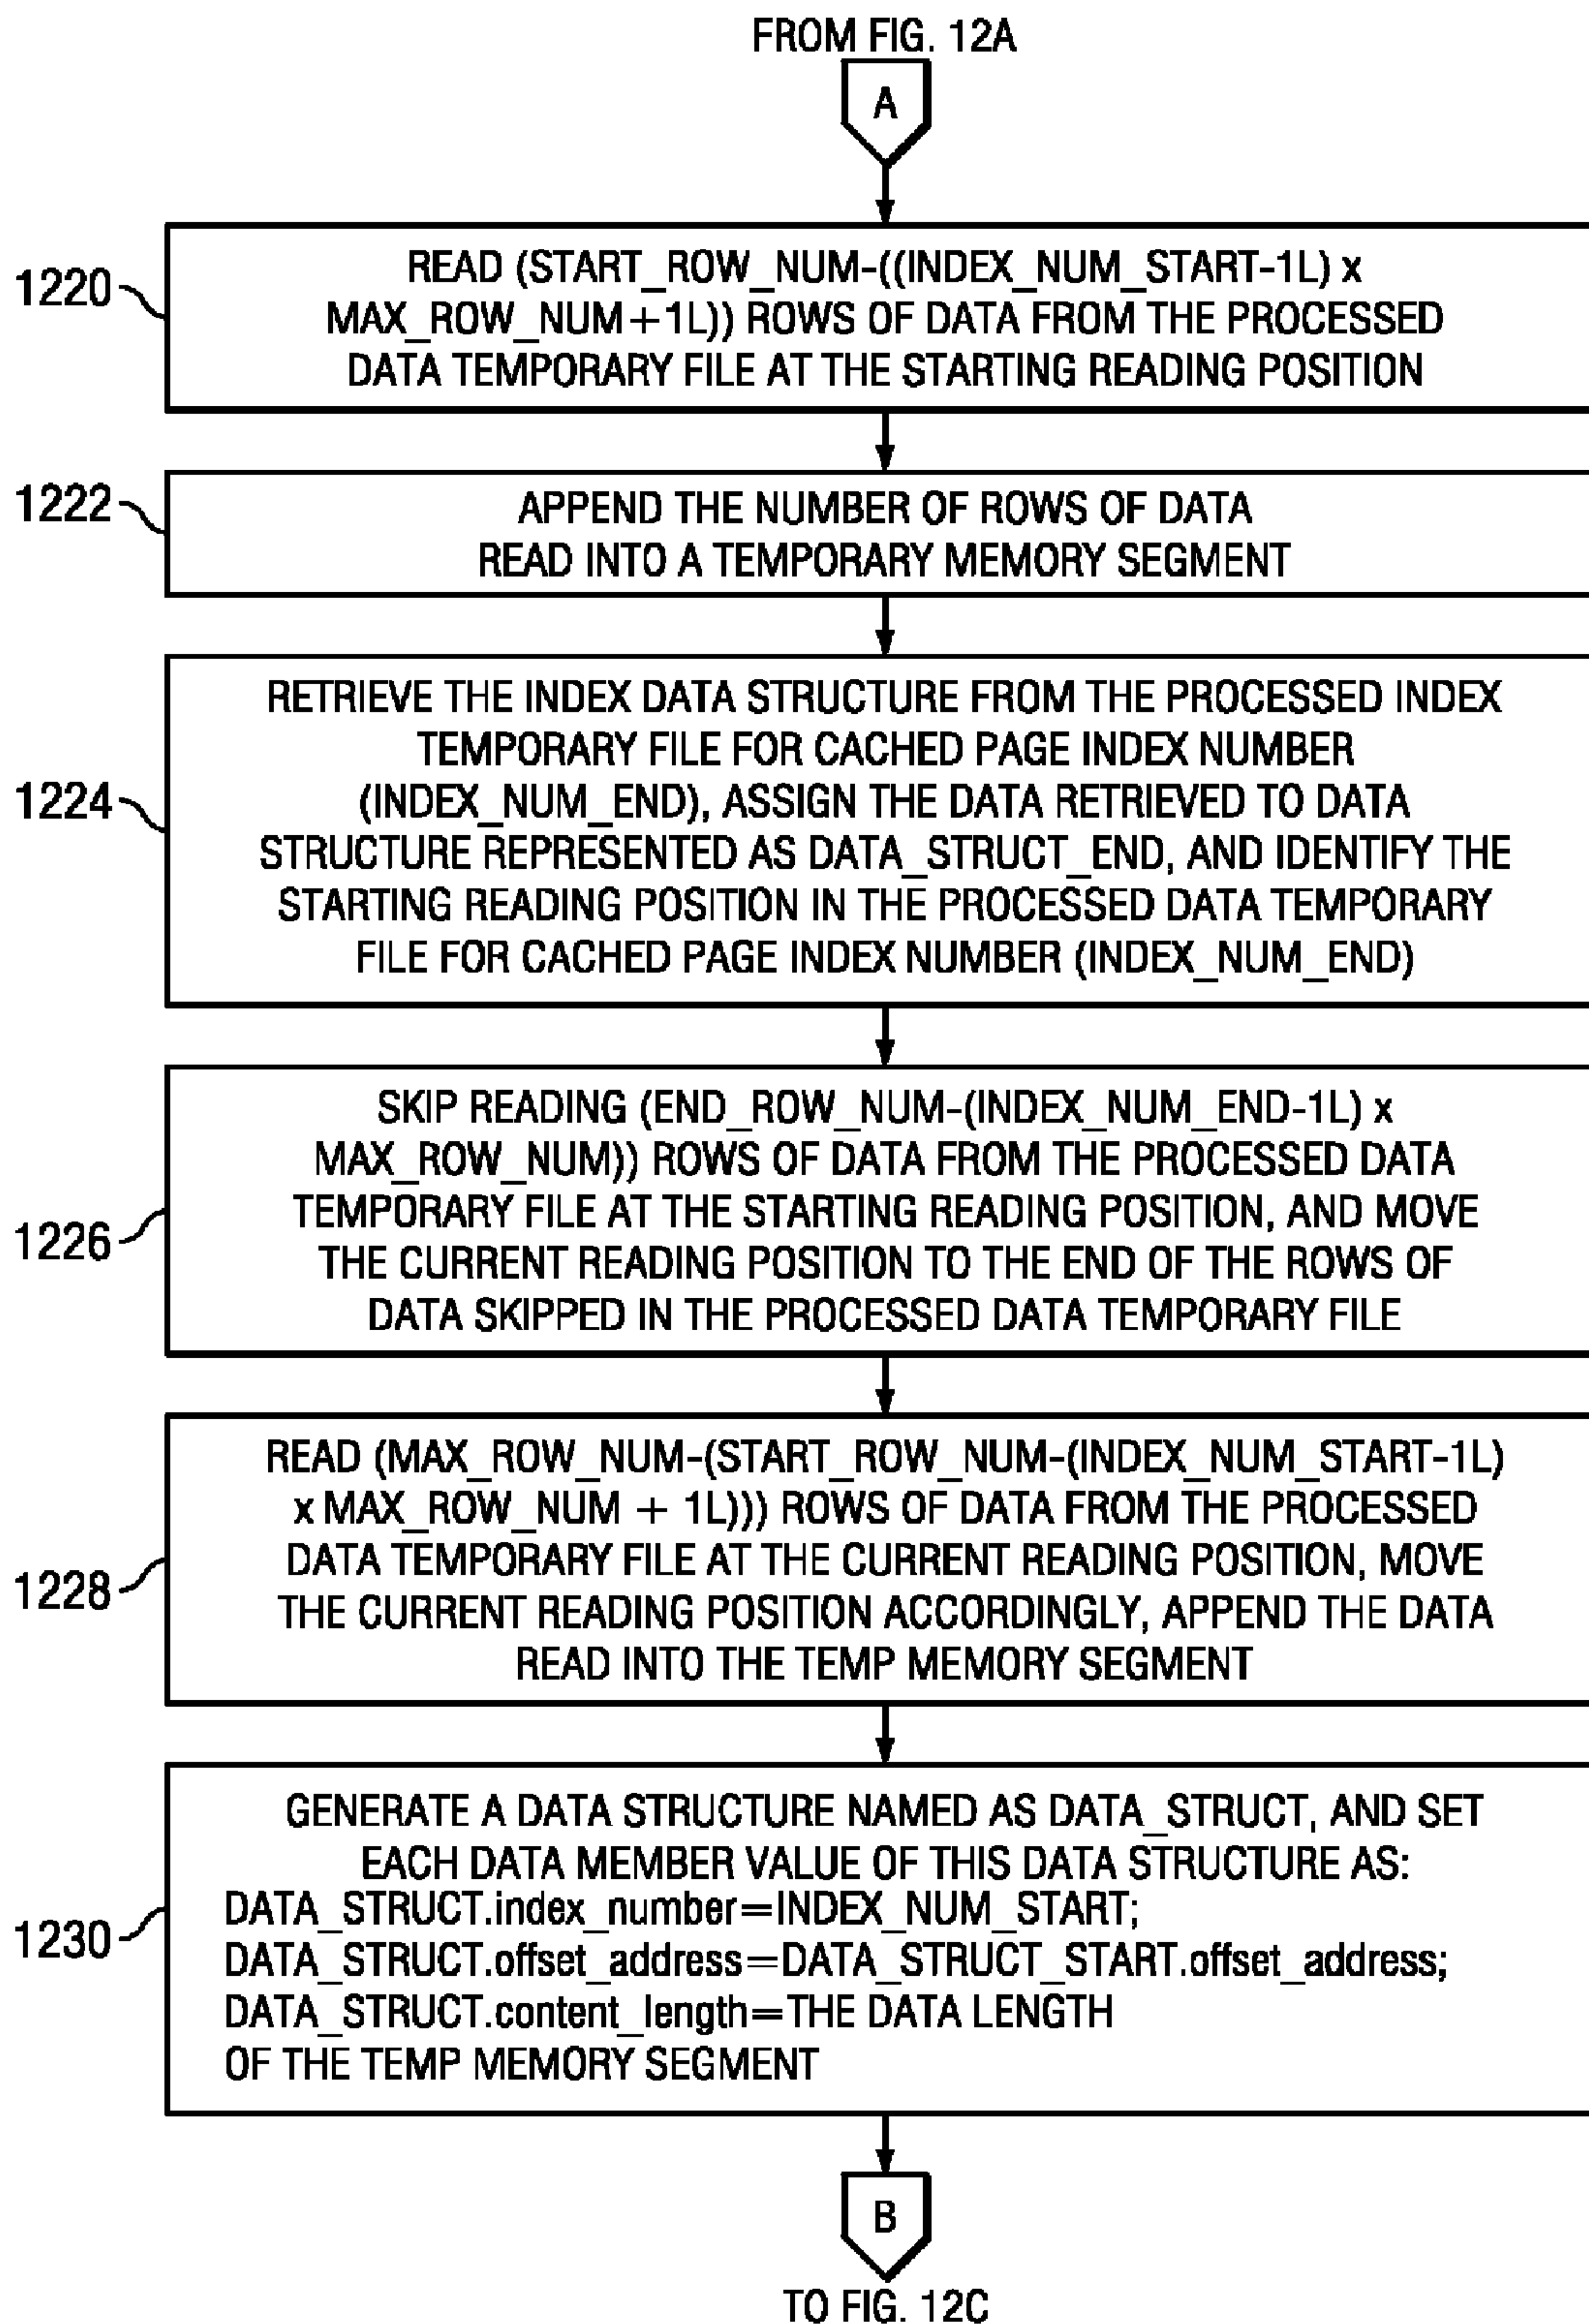 FROM FIG. 12A
A
1220
READ (START_ROW_NUM-((INDEX_NUM_START-1L) x
MAX_ROW_NUM+1L)) ROWS OF DATA FROM THE PROCESSED
DATA TEMPORARY FILE AT THE STARTING READING POSITION
1222
APPEND THE NUMBER OF ROWS OF DATA
READ INTO A TEMPORARY MEMORY SEGMENT
1224
RETRIEVE THE INDEX DATA STRUCTURE FROM THE PROCESSED INDEX
TEMPORARY FILE FOR CACHED PAGE INDEX NUMBER
(INDEX_NUM_END), ASSIGN THE DATA RETRIEVED TO DATA
STRUCTURE REPRESENTED AS DATA_STRUCT_END, AND IDENTIFY THE
STARTING READING POSITION IN THE PROCESSED DATA TEMPORARY
FILE FOR CACHED PAGE INDEX NUMBER (INDEX_NUM_END)
1226
SKIP READING (END_ROW_NUM-(INDEX_NUM_END-1L) x
MAX_ROW_NUM)) ROWS OF DATA FROM THE PROCESSED DATA
TEMPORARY FILE AT THE STARTING READING POSITION, AND MOVE
THE CURRENT READING POSITION TO THE END OF THE ROWS OF
DATA SKIPPED IN THE PROCESSED DATA TEMPORARY FILE
1228
READ (MAX_ROW_NUM-(START_ROW_NUM-(INDEX_NUM_START-1L)
x MAX_ROW_NUM + 1L))) ROWS OF DATA FROM THE PROCESSED
DATA TEMPORARY FILE AT THE CURRENT READING POSITION, MOVE
THE CURRENT READING POSITION ACCORDINGLY, APPEND THE DATA
READ INTO THE TEMP MEMORY SEGMENT
1230
GENERATE A DATA STRUCTURE NAMED AS DATA_STRUCT, AND SET
EACH DATA MEMBER VALUE OF THIS DATA STRUCTURE AS:
DATA_STRUCT.index_number=INDEX_NUM_START;
DATA_STRUCT.offset_address=DATA_STRUCT_START.offset_address;
DATA_STRUCT.content_length=THE DATA LENGTH
OF THE TEMP MEMORY SEGMENT
B
TO FIG. 12C